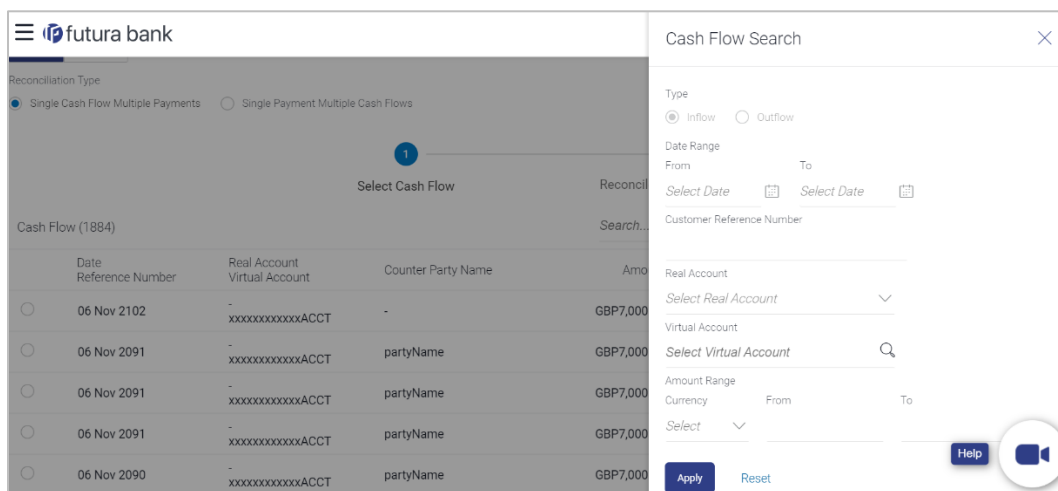 futura bank
Reconciliation Type
Single Cash Flow Multiple Payments Single Payment Multiple Cash Flows
1
Select Cash Flow Reconcil
Cash Flow (1884) Search...
Date Real Account Counter Party Name Amo
Reference Number Virtual Account
06 Nov 2102 - - GBP7,000
xxxxxxxxxxxxACCT
06 Nov 2091 - partyName GBP7,000
xxxxxxxxxxxxACCT
06 Nov 2091 - partyName GBP7,000
xxxxxxxxxxxxACCT
06 Nov 2091 - partyName GBP7,000
xxxxxxxxxxxxACCT
06 Nov 2090 - partyName GBP7,000
xxxxxxxxxxxxACCT
Cash Flow Search
Type
Inflow Outflow
Date Range
From To
Select Date Select Date
Customer Reference Number
Real Account
Select Real Account
Virtual Account
Select Virtual Account
Amount Range
Currency From To
Select
Help
Apply Reset